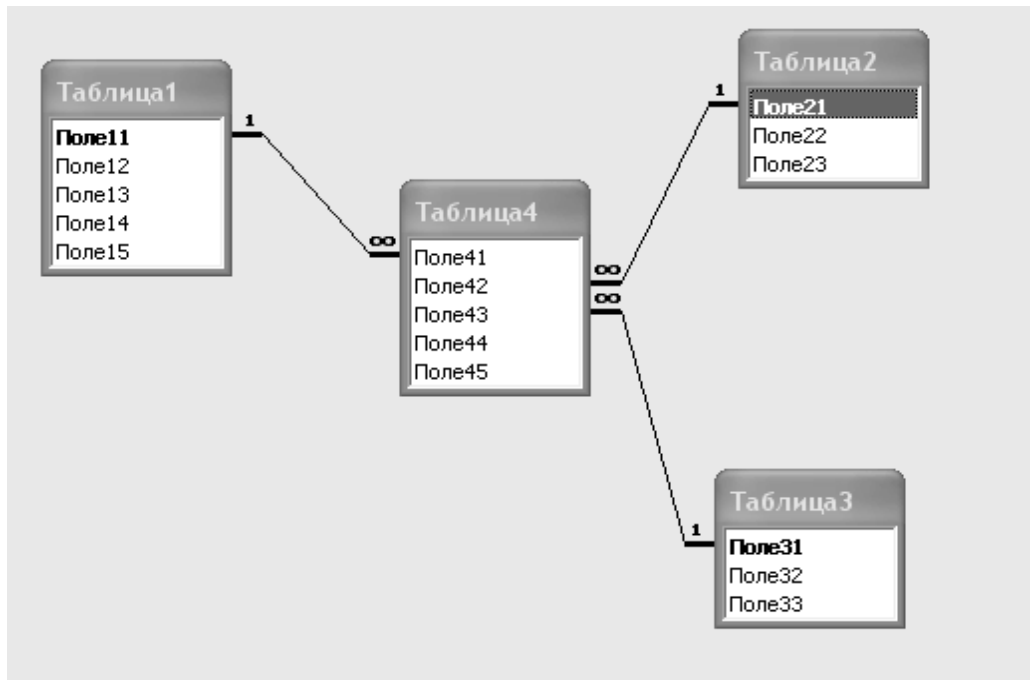 Таблица1
Поле11
Поле12
Поле13
Поле14
Поле15
1
∞
Таблица4
Поле41
Поле42
Поле43
Поле44
Поле45
∞
∞
1
Таблица2
Поле21
Поле22
Поле23
1
Таблица3
Поле31
Поле32
Поле33